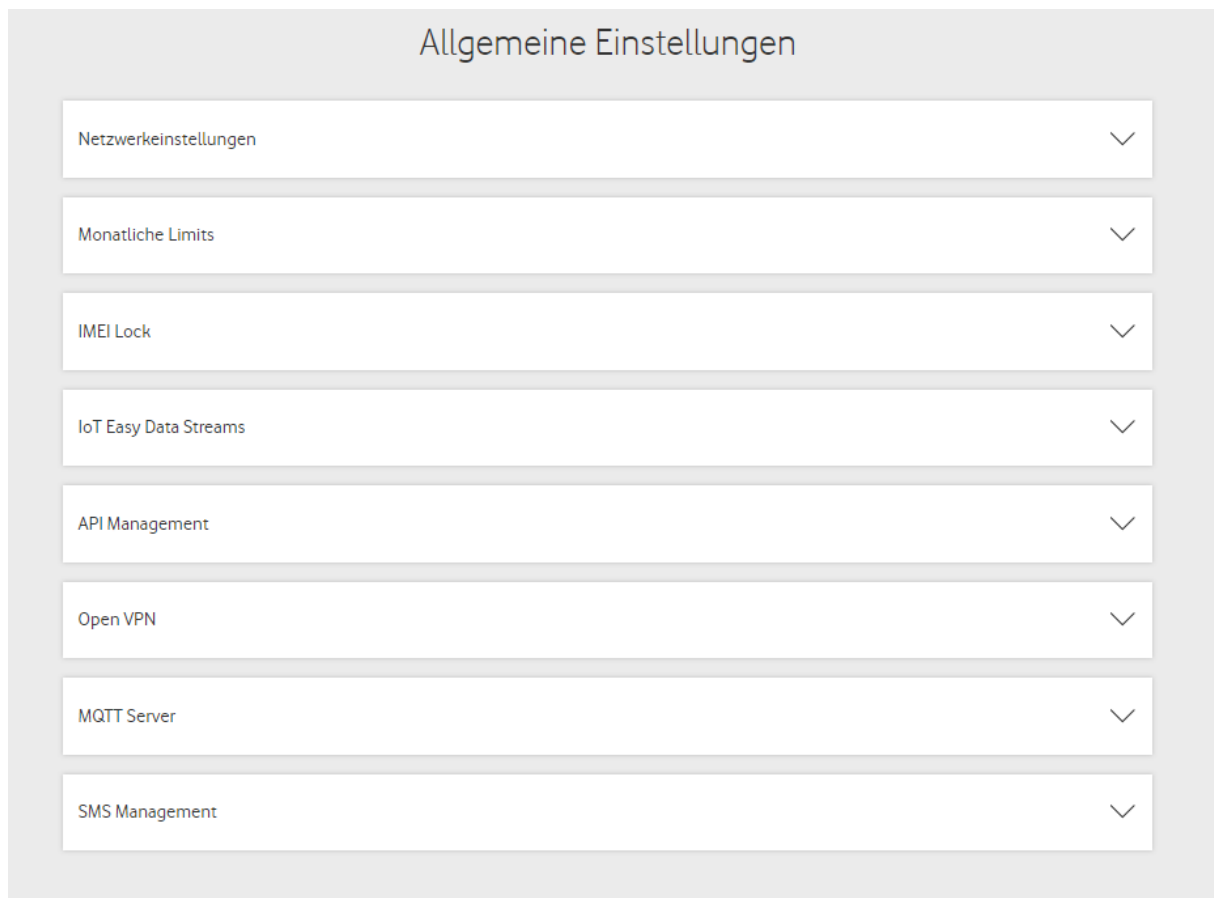 Allgemeine Einstellungen
Netzwerkeinstellungen
Monatliche Limits
IMEI Lock
IoT Easy Data Streams
API Management
Open VPN
MQTT Server
SMS Management